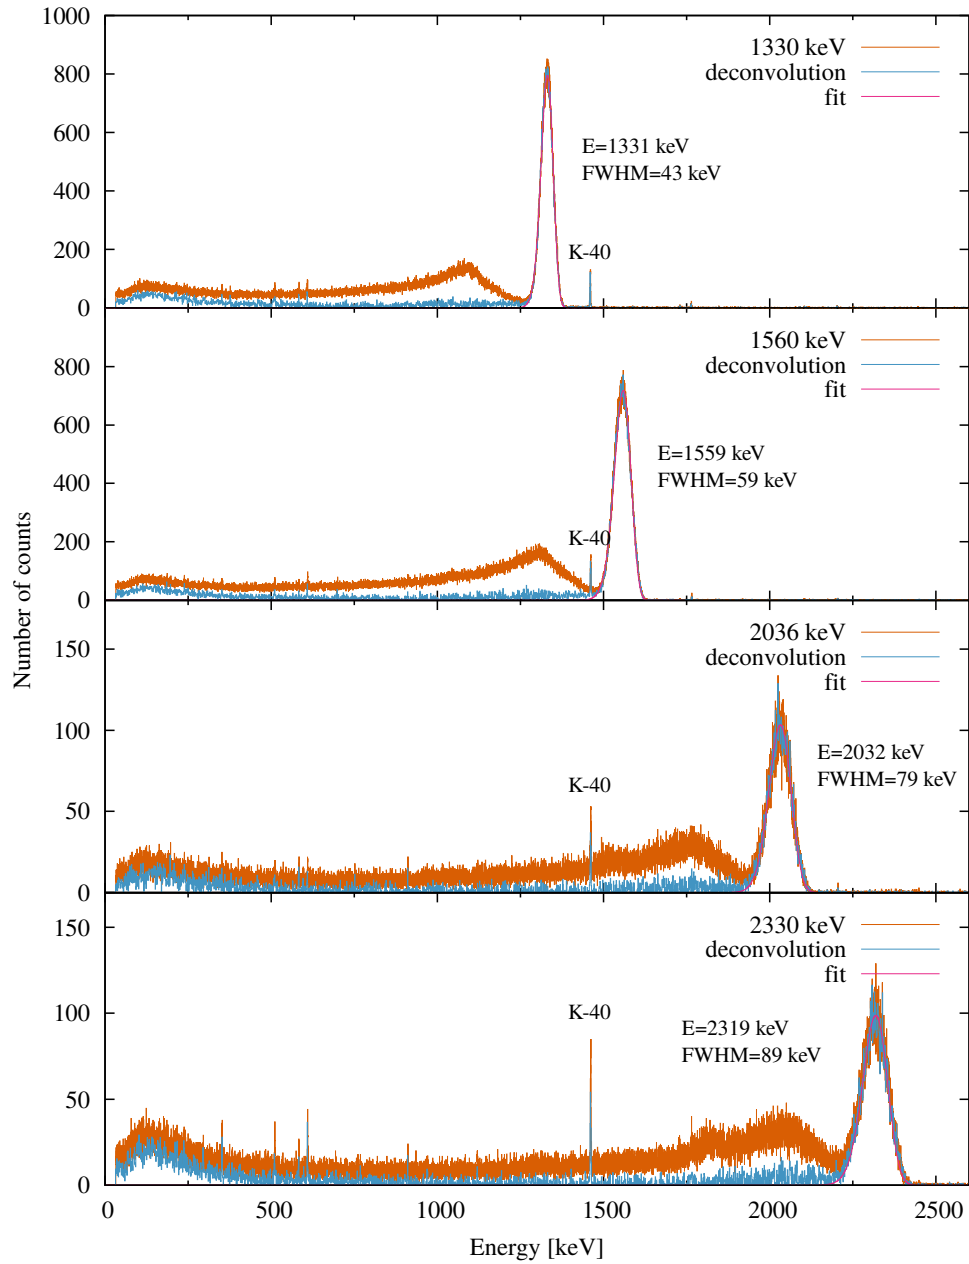 1000
800
600
400
200
0
1330 keV
deconvolution
fit
E=1331 keV
FWHM=43 keV
K-40
800
600
400
200
0
1560 keV
deconvolution
fit
E=1559 keV
FWHM=59 keV
K-40
Number of counts
150
100
50
0
2036 keV
deconvolution
fit
E=2032 keV
FWHM=79 keV
K-40
150
100
50
0
2330 keV
deconvolution
fit
K-40
E=2319 keV
FWHM=89 keV
0 500 1000 1500 2000 2500
Energy [keV]